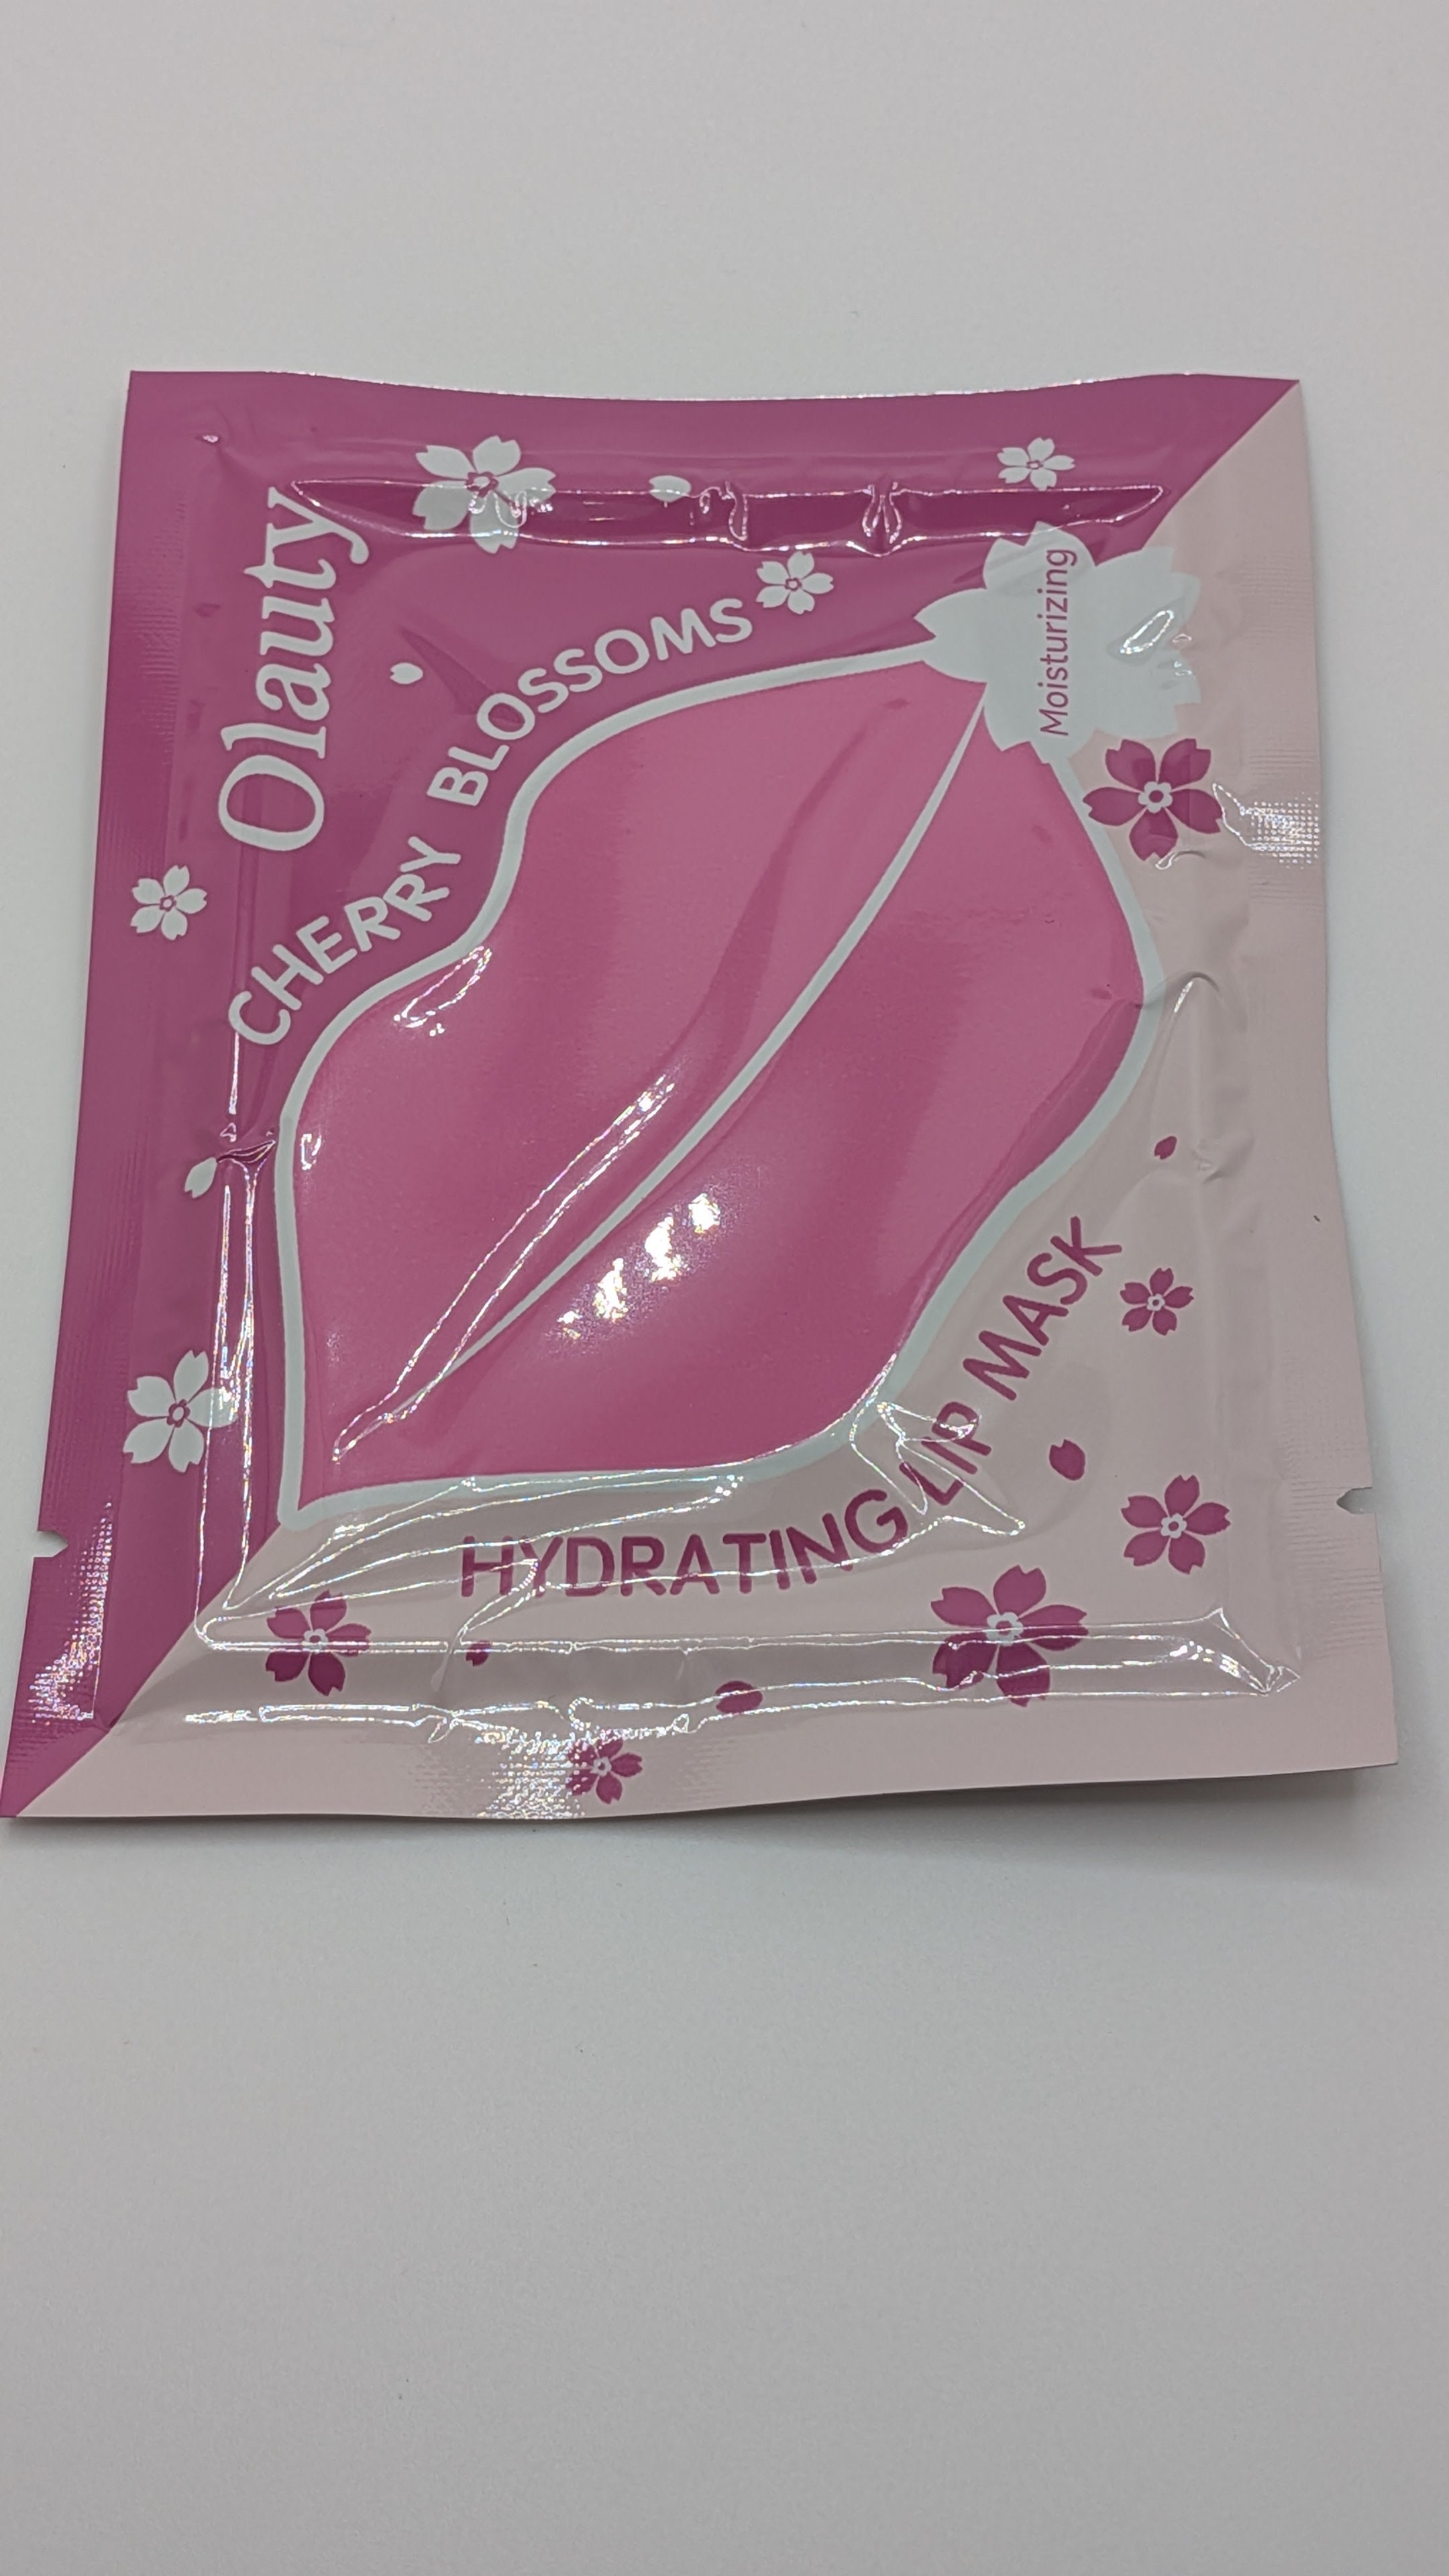 Olauty
CHERRY BLOSSOMS
Moisturizing
HYDRATING LIP MASK